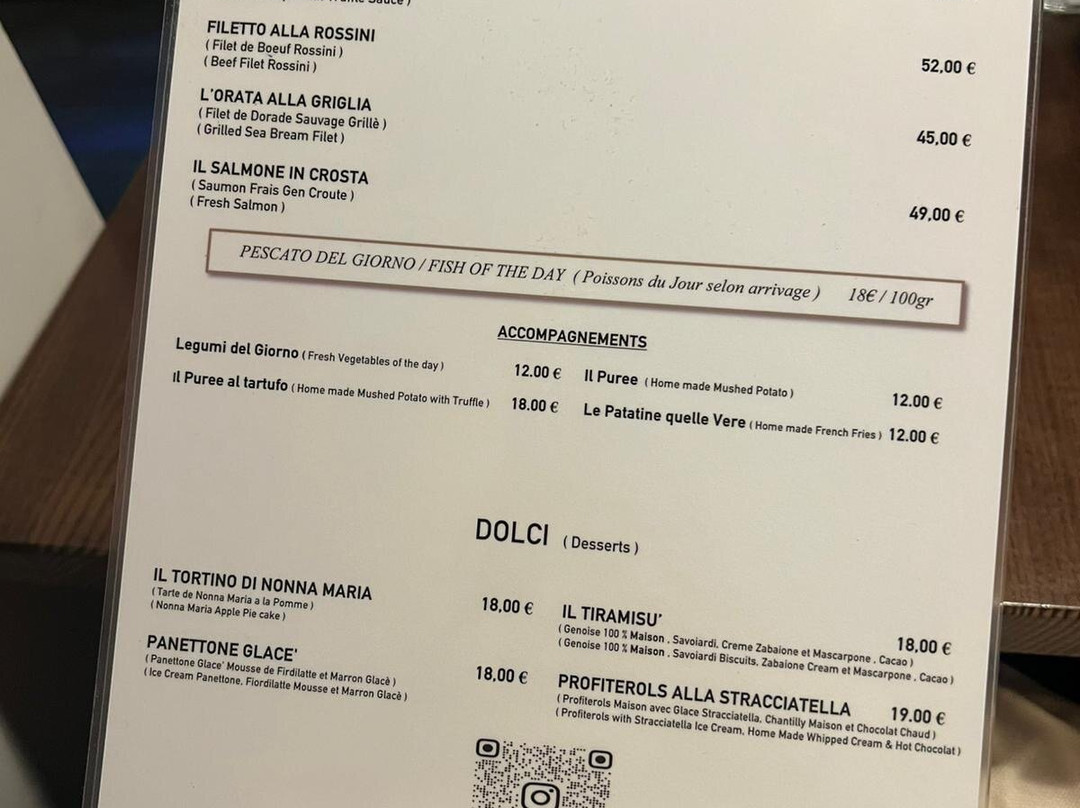 FILETTO ALLA ROSSINI
( Filet de Boeuf Rossini )
( Beef Filet Rossini )
52,00 €
L'ORATA ALLA GRIGLIA
( Filet de Dorade Sauvage Grillè )
( Grilled Sea Bream Filet )
45,00 €
IL SALMONE IN CROSTA
( Saumon Frais Gen Croute )
( Fresh Salmon )
49,00 €
PESCATO DEL GIORNO / FISH OF THE DAY ( Poissons du Jour selon arrivage ) 18€ / 100gr
ACCOMPAGNEMENTS
Legumi del Giorno ( Fresh Vegetables of the day ) 12.00 €
Il Puree ( Home made Mushed Potato ) 12.00 €
Il Puree al tartufo ( Home made Mushed Potato with Truffle ) 18.00 €
Le Patatine quelle Vere ( Home made French Fries ) 12.00 €
DOLCI ( Desserts )
IL TORTINO DI NONNA MARIA
( Tarte de Nonna Maria a la Pomme )
( Nonna Maria Apple Pie cake )
18,00 €
PANETTONE GLACE'
( Panettone Glace' Mousse de Firdilatte et Marron Glacè )
( Ice Cream Panettone, Fiordilatte Mousse et Marron Glacè )
18,00 €
IL TIRAMISU'
( Genoise 100 % Maison , Savoiardi, Creme Zabaione et Mascarpone , Cacao )
( Genoise 100 % Maison , Savoiardi Biscuits, Zabaione Cream et Mascarpone , Cacao )
18,00 €
PROFITEROLS ALLA STRACCIATELLA
( Profiterols Maison avec Glace Stracciatella, Chantilly Maison et Chocolat Chaud )
( Profiterols with Stracciatella Ice Cream, Home Made Whipped Cream & Hot Chocolat )
19.00 €